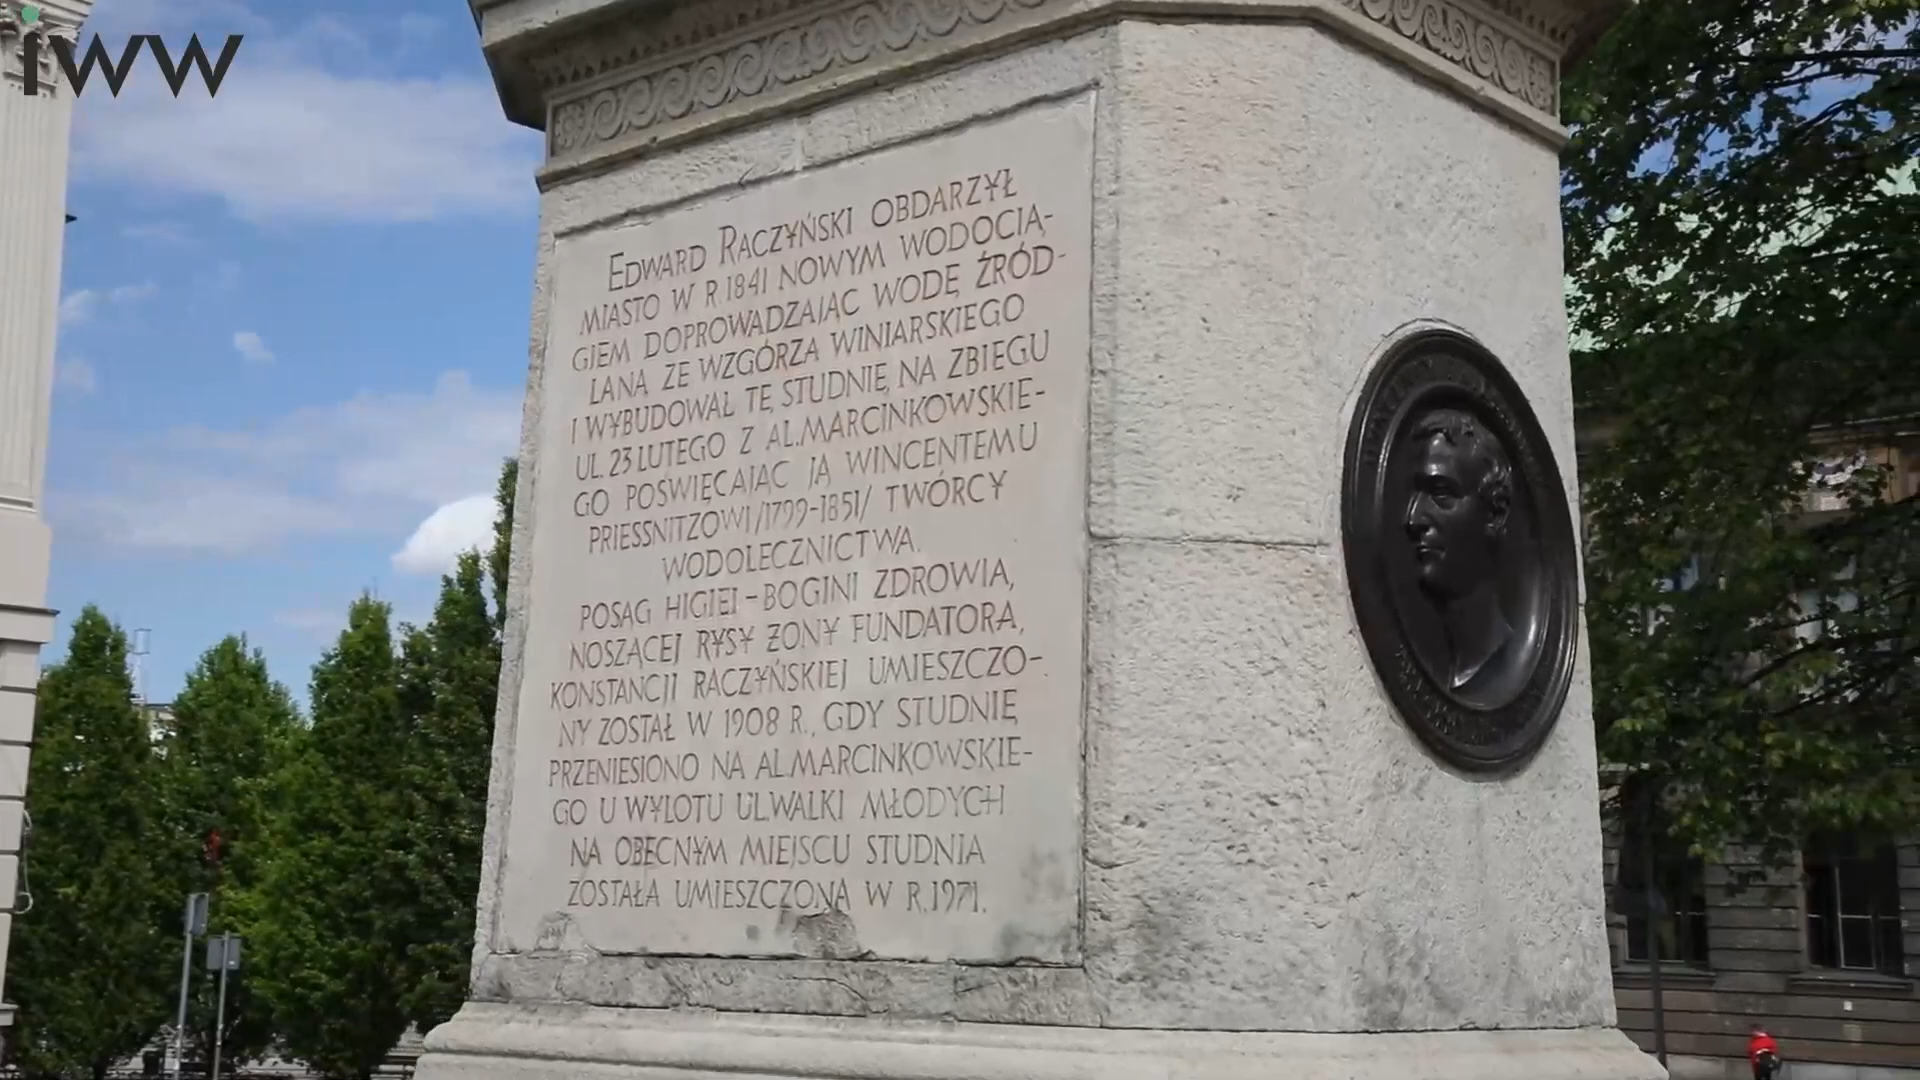 iww
EDWARD RACZYŃSKI OBDARZYŁ
MIASTO W R. 1841 NOWYM WODOCIĄ-
GIEM DOPROWADZAJĄC WODĘ ŹRÓD-
LANĄ ZE WZGÓRZA WINIARSKIEGO
I WYBUDOWAŁ TĘ STUDNIĘ NA ZBIEGU
UL. 23 LUTEGO Z AL. MARCINKOWSKIE-
GO POŚWIĘCAJĄC JĄ WINCENTEMU
PRIESSNITZOWI /1799-1851/ TWÓRCY
WODOLECZNICTWA.
POSĄG HIGIEI - BOGINI ZDROWIA,
NOSZĄCEJ RYSY ŻONY FUNDATORA,
KONSTANCJI RACZYŃSKIEJ UMIESZCZO-
NY ZOSTAŁ W 1908 R., GDY STUDNIĘ
PRZENIESIONO NA AL. MARCINKOWSKIE-
GO U WYLOTU UL. WALKI MŁODYCH
NA OBECNYM MIEJSCU STUDNIA
ZOSTAŁA UMIESZCZONA W R. 1971.